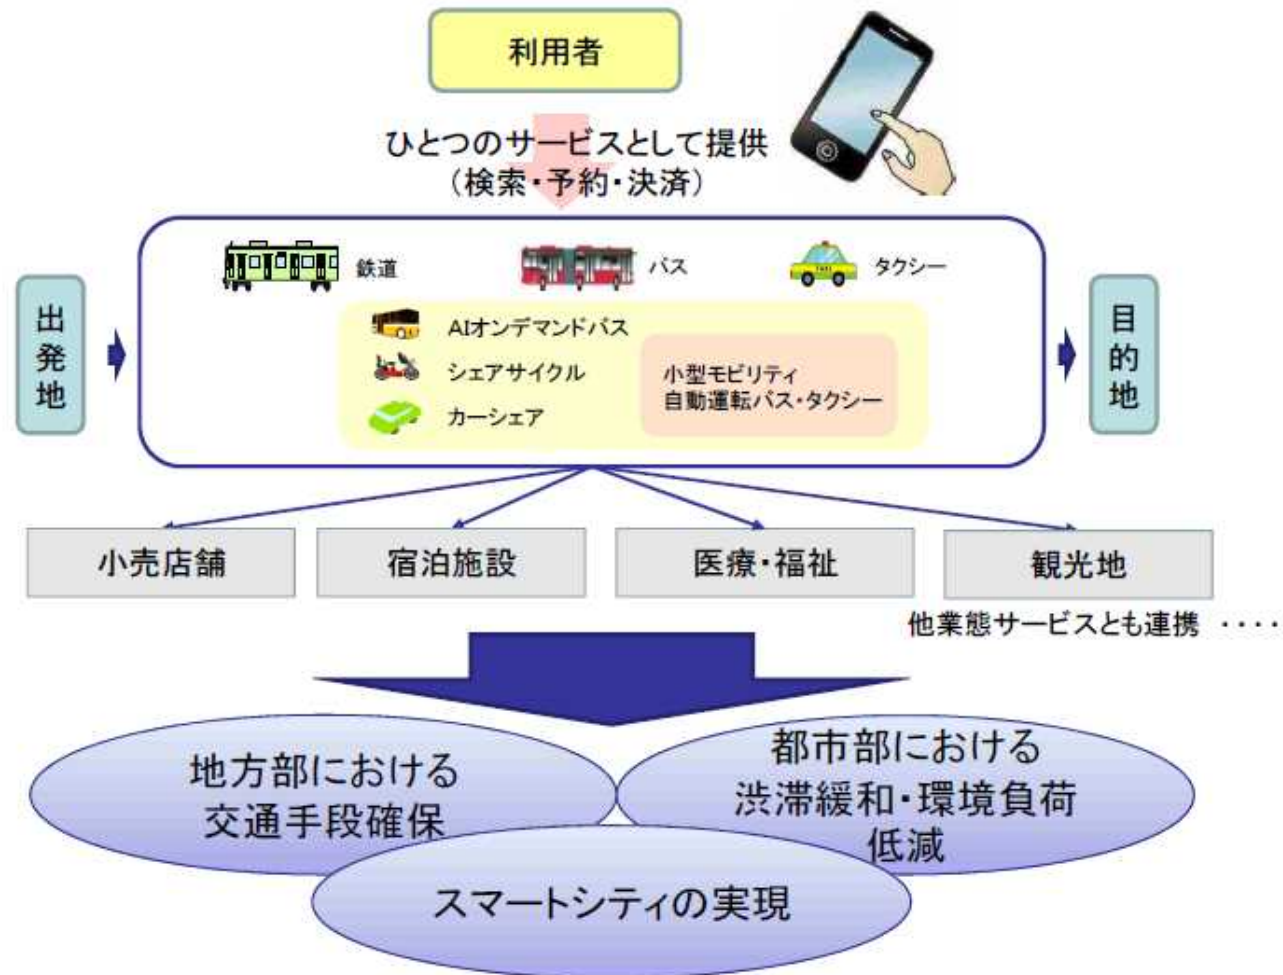 利用者
ひとつのサービスとして提供
(検索・予約・決済)
出発地
鉄道
バス
TAXI
タクシー
AIオンデマンドバス
シェアサイクル
カーシェア
小型モビリティ
自動運転バス・タクシー
目的地
小売店舗
宿泊施設
医療・福祉
観光地
他業態サービスとも連携 ・・・・
地方部における
交通手段確保
都市部における
渋滞緩和・環境負荷
低減
スマートシティの実現